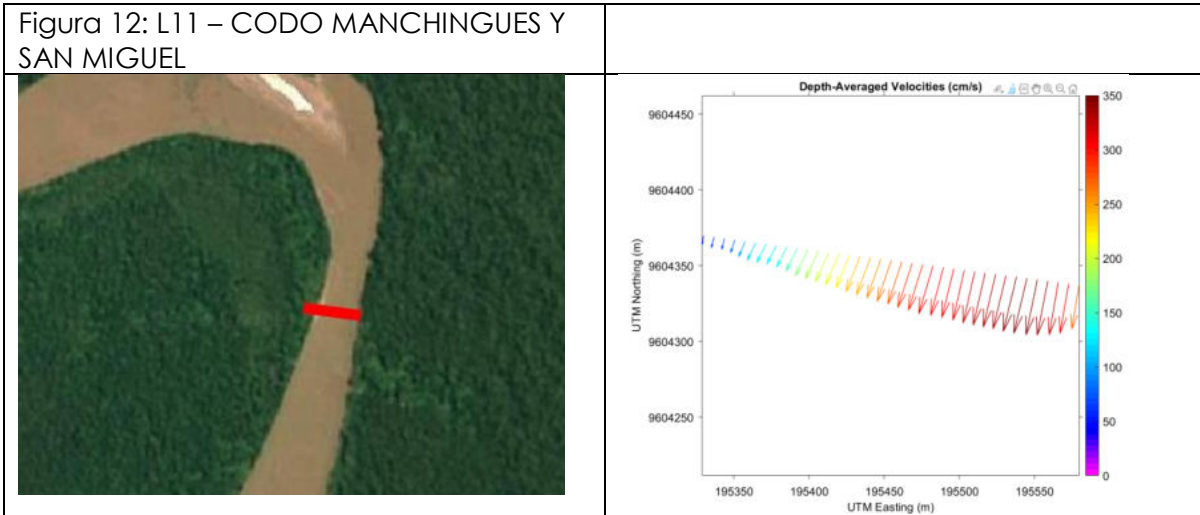 Figura 12: L11 – CODO MANCHINGUES Y
SAN MIGUEL
Depth-Averaged Velocities (cm/s)
9604450
9604400
9604350
9604300
9604250
UTM Northing (m)
195350 195400 195450 195500 195550
UTM Easting (m)
350
300
250
200
150
100
50
0